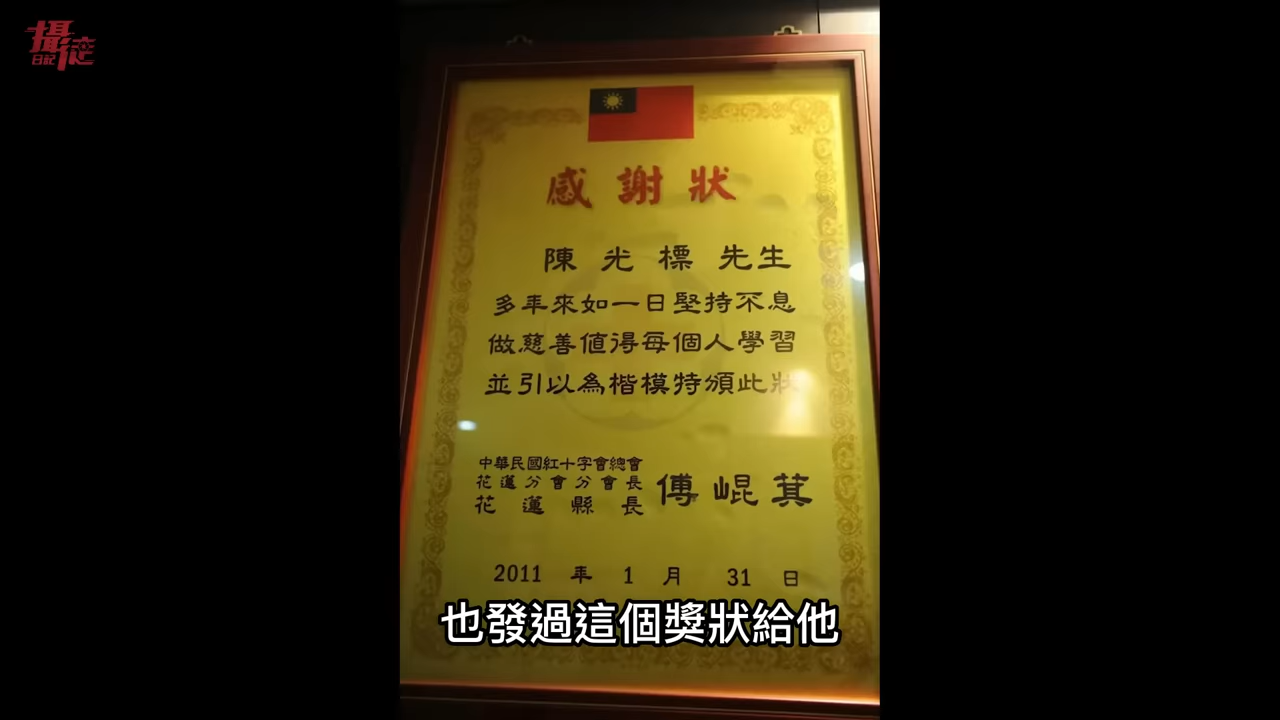 攝徒
日記
感謝狀
陳光標先生
多年來如一日堅持不息
做慈善值得每個人學習
並引以為楷模特頒此狀
中華民國紅十字會總會
花蓮分會分會長
花蓮縣長 傅崐萁
2011 年 1 月 31 日
也發過這個獎狀給他